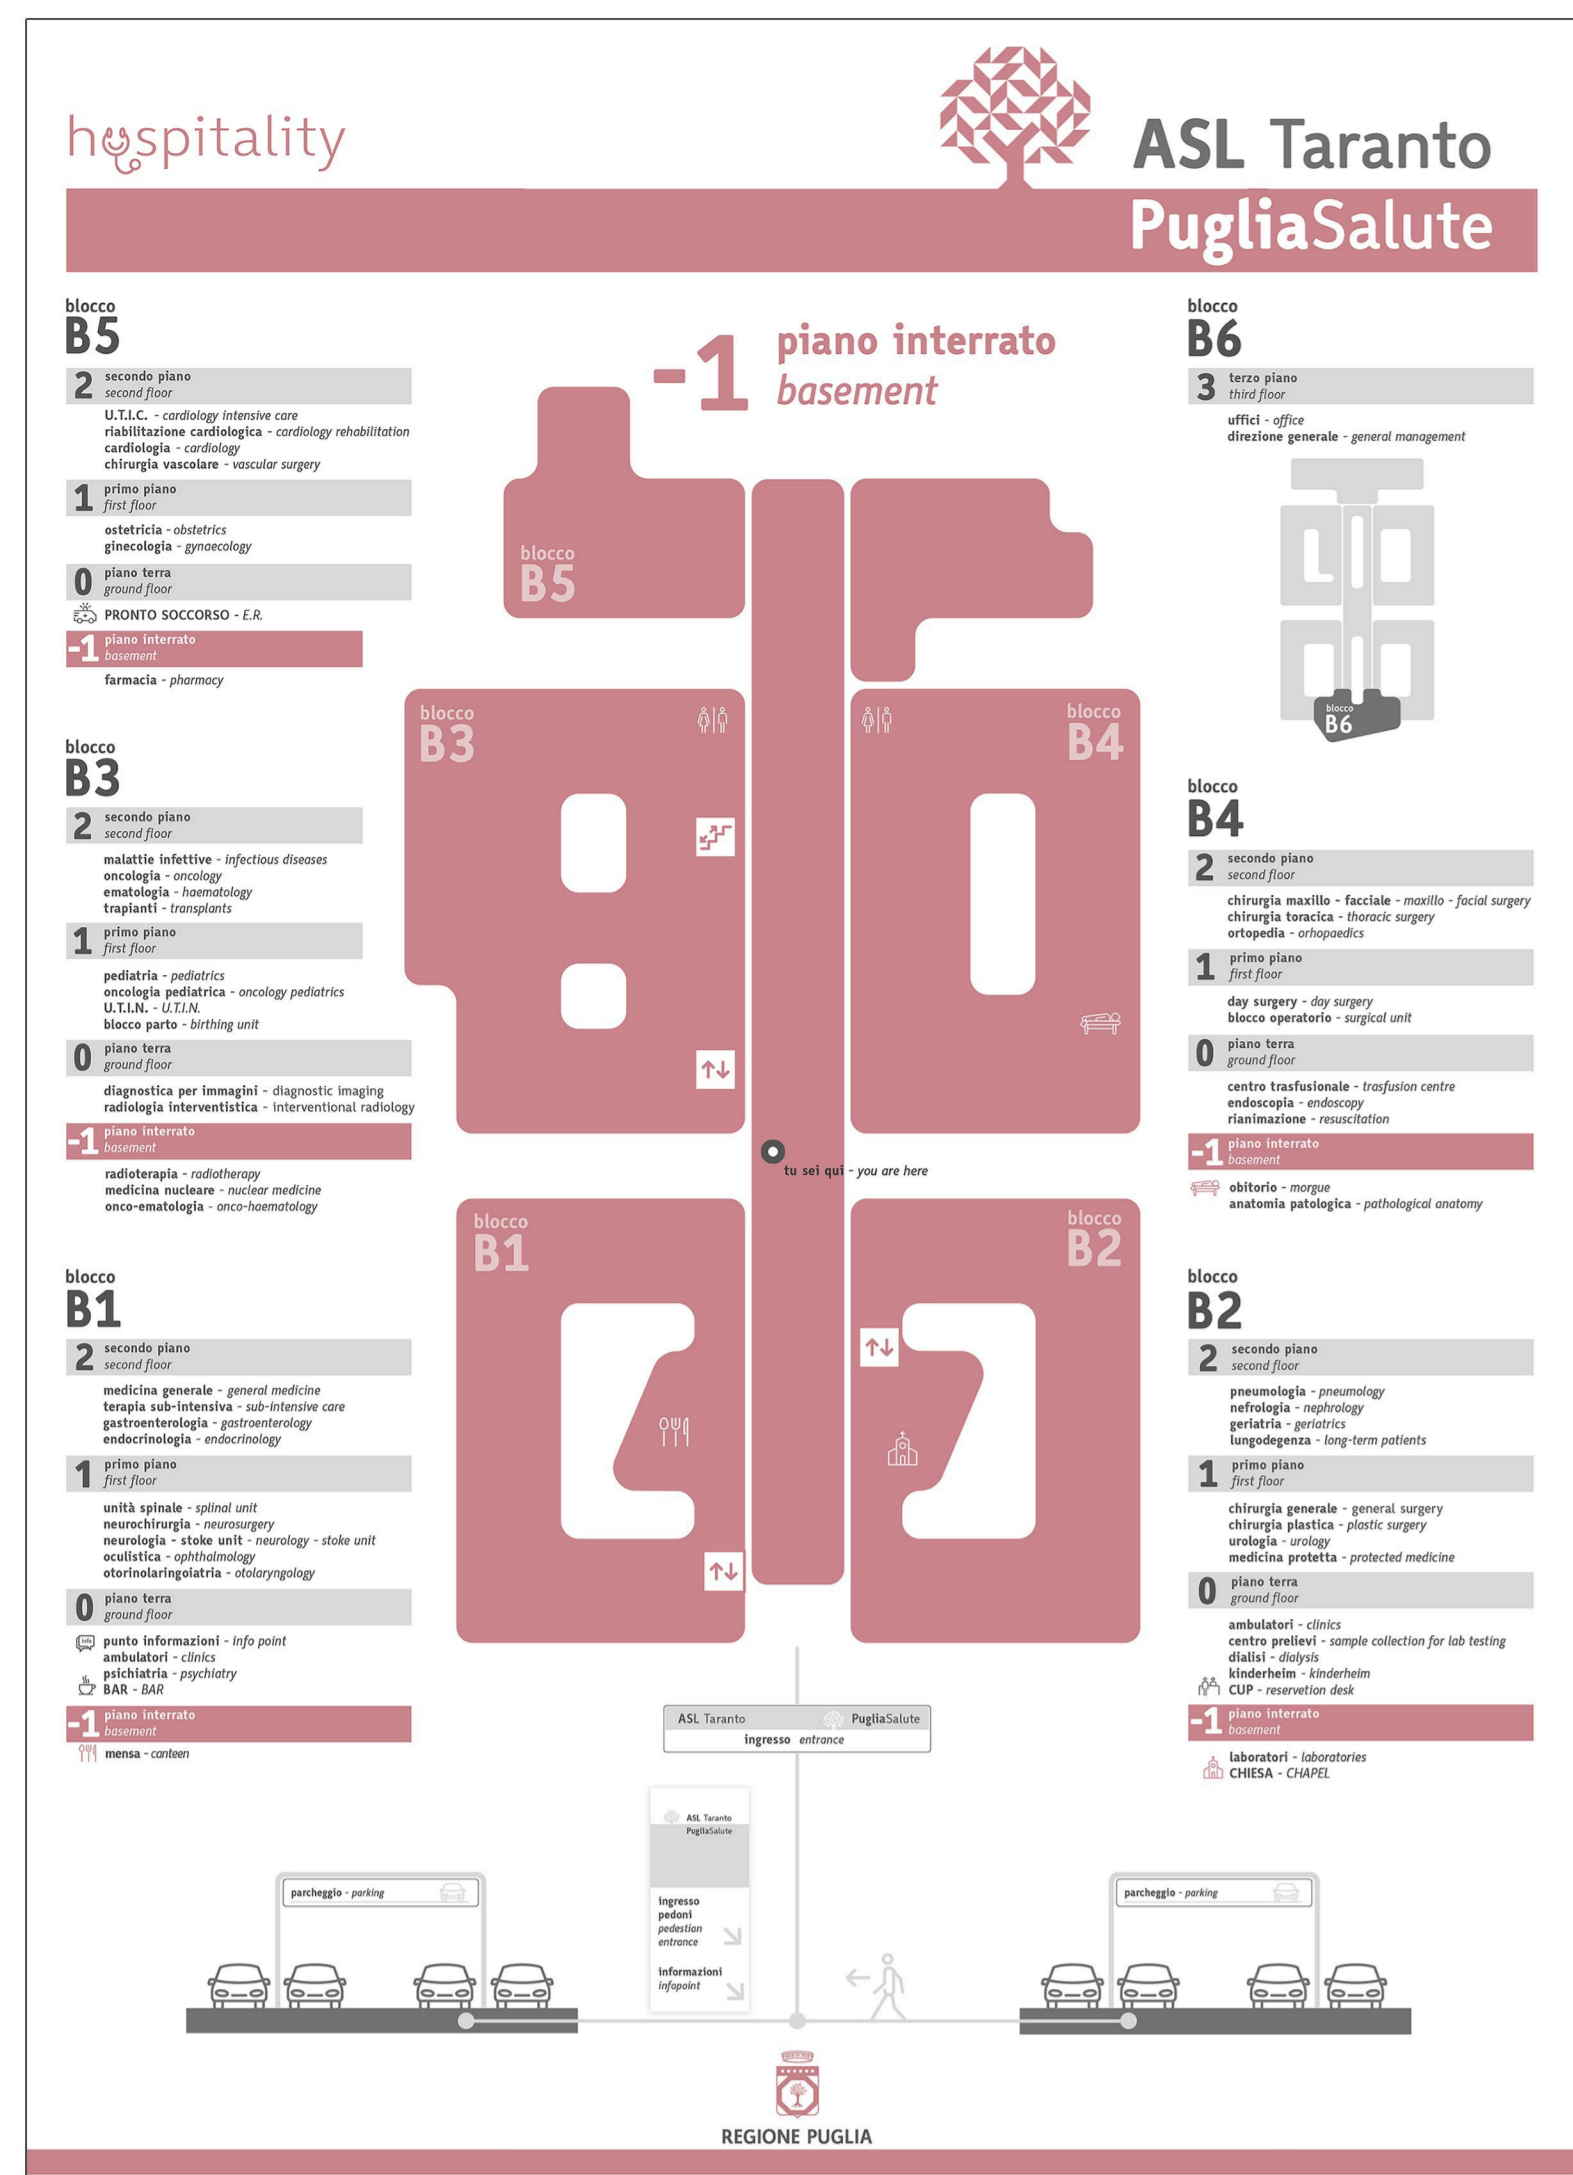 hospitality
ASL Taranto
PugliaSalute
-1 piano interrato
basement
blocco
B5
2 secondo piano
second floor
U.T.I.C. - cardiology intensive care
riabilitazione cardiologica - cardiology rehabilitation
cardiologia - cardiology
chirurgia vascolare - vascular surgery
1 primo piano
first floor
ostetricia - obstetrics
ginecologia - gynaecology
0 piano terra
ground floor
PRONTO SOCCORSO - E.R.
-1 piano interrato
basement
farmacia - pharmacy
blocco
B3
2 secondo piano
second floor
malattie infettive - infectious diseases
oncologia - oncology
ematologia - haematology
trapianti - transplants
1 primo piano
first floor
pediatria - pediatrics
oncologia pediatrica - oncology pediatrics
U.T.I.N. - U.T.I.N.
blocco parto - birthing unit
0 piano terra
ground floor
diagnostica per immagini - diagnostic imaging
radiologia interventistica - interventional radiology
-1 piano interrato
basement
radioterapia - radiotherapy
medicina nucleare - nuclear medicine
onco-ematologia - onco-haematology
blocco
B1
2 secondo piano
second floor
medicina generale - general medicine
terapia sub-intensiva - sub-intensive care
gastroenterologia - gastroenterology
endocrinologia - endocrinology
1 primo piano
first floor
unità spinale - splinal unit
neurochirurgia - neurosurgery
neurologia - stoke unit - neurology - stoke unit
oculistica - ophthalmology
otorinolaringoiatria - otolaryngology
0 piano terra
ground floor
info
punto informazioni - info point
ambulatori - clinics
psichiatria - psychiatry
BAR - BAR
-1 piano interrato
basement
mensa - canteen
blocco
B5
blocco
B3
blocco
B4
tu sei qui - you are here
blocco
B1
blocco
B2
blocco
B6
3 terzo piano
third floor
uffici - office
direzione generale - general management
blocco
B6
blocco
B4
2 secondo piano
second floor
chirurgia maxillo - facciale - maxillo - facial surgery
chirurgia toracica - thoracic surgery
ortopedia - orhopaedics
1 primo piano
first floor
day surgery - day surgery
blocco operatorio - surgical unit
0 piano terra
ground floor
centro trasfusionale - trasfusion centre
endoscopia - endoscopy
rianimazione - resuscitation
-1 piano interrato
basement
obitorio - morgue
anatomia patologica - pathological anatomy
blocco
B2
2 secondo piano
second floor
pneumologia - pneumology
nefrologia - nephrology
geriatria - geriatrics
lungodegenza - long-term patients
1 primo piano
first floor
chirurgia generale - general surgery
chirurgia plastica - plastic surgery
urologia - urology
medicina protetta - protected medicine
0 piano terra
ground floor
ambulatori - clinics
centro prelievi - sample collection for lab testing
dialisi - dialysis
kinderheim - kinderheim
CUP - reservetion desk
-1 piano interrato
basement
laboratori - laboratories
CHIESA - CHAPEL
ASL Taranto PugliaSalute
ingresso entrance
ASL Taranto
PugliaSalute
ingresso
pedoni
pedestian
entrance
informazioni
infopoint
parcheggio - parking
parcheggio - parking
REGIONE PUGLIA